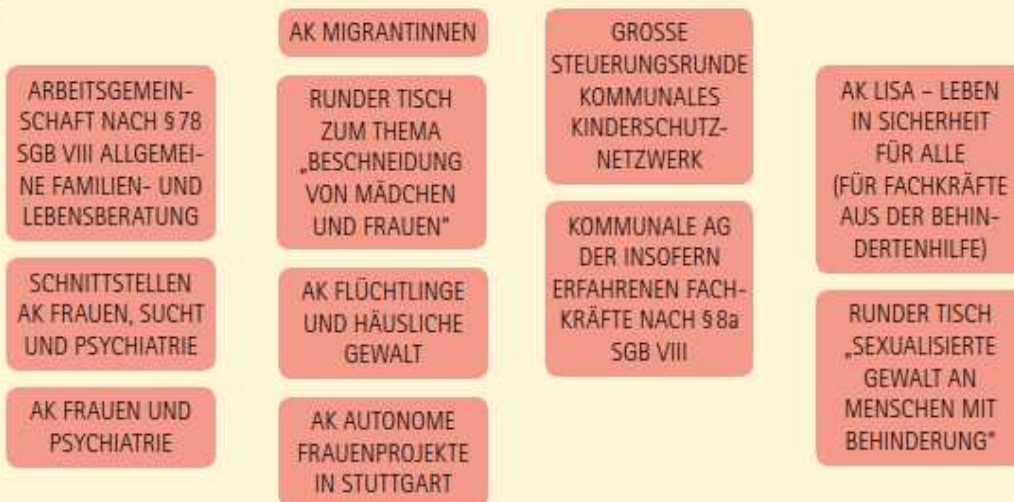 ARBEITSGEMEIN-
SCHAFT NACH § 78
SGB VIII ALLGEMEI-
NE FAMILIEN- UND
LEBENSBERATUNG
SCHNITTSTELLEN
AK FRAUEN, SUCHT
UND PSYCHIATRIE
AK FRAUEN UND
PSYCHIATRIE
AK MIGRANTINNEN
RUNDER TISCH
ZUM THEMA
„BESCHNEIDUNG
VON MÄDCHEN
UND FRAUEN“
AK FLÜCHTLINGE
UND HÄUSLICHE
GEWALT
AK AUTONOME
FRAUENPROJEKTE
IN STUTTGART
GROSSE
STEUERUNGSRUNDE
KOMMUNALES
KINDERSCHUTZ-
NETZWERK
KOMMUNALE AG
DER INSOFERN
ERFAHRENEN FACH-
KRÄFTE NACH § 8a
SGB VIII
AK LISA – LEBEN
IN SICHERHEIT
FÜR ALLE
(FÜR FACHKRÄFTE
AUS DER BEHIN-
DERTENHILFE)
RUNDER TISCH
„SEXUALISIERTE
GEWALT AN
MENSCHEN MIT
BEHINDERUNG“